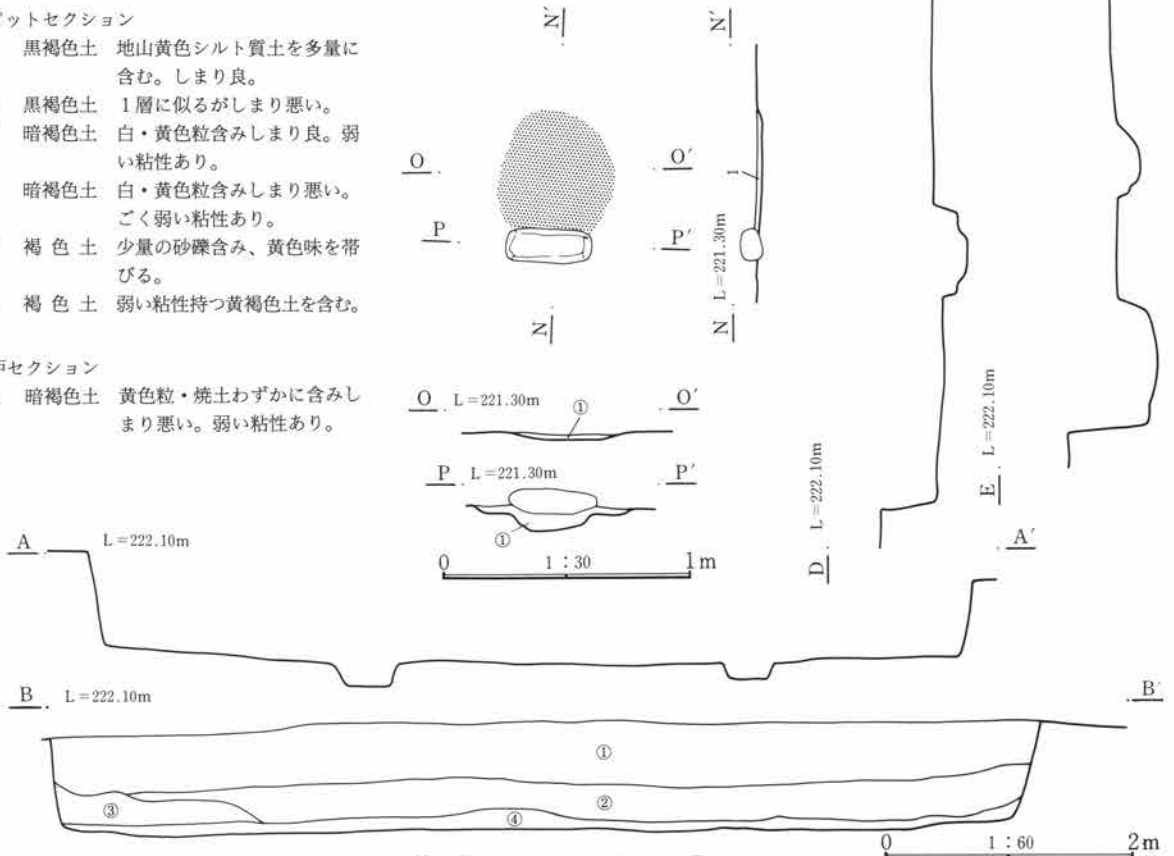 ピットセクション
黒褐色土 地山黄色シルト質土を多量に
含む。しまり良。
黒褐色土 1層に似るがしまり悪い。
暗褐色土 白・黄色粒含みしまり良。弱
い粘性あり。
暗褐色土 白・黄色粒含みしまり悪い。
ごく弱い粘性あり。
褐色土 少量の砂礫含み、黄色味を帯
びる。
褐色土 弱い粘性持つ黄褐色土を含む。
セクション
暗褐色土 黄色粒・焼土わずかに含みし
まり悪い。弱い粘性あり。
N′
N′
O
O′
P
P′
N
N L=221.30m
1
O L=221.30m
①
O′
P L=221.30m
P′
①
0 1:30 1m
D L=222.10m
E L=222.10m
A L=222.10m
A′
B L=222.10m
B′
①
②
③
④
0 1:60 2m